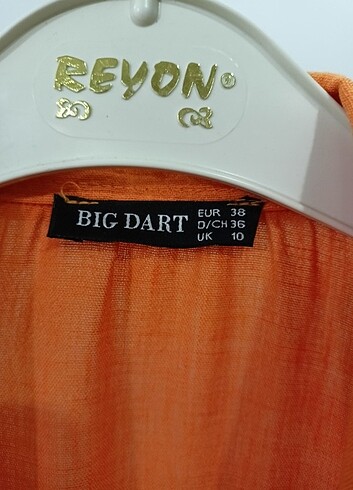 REYON®
BIG DART
EUR 38
D/CH 36
UK 10